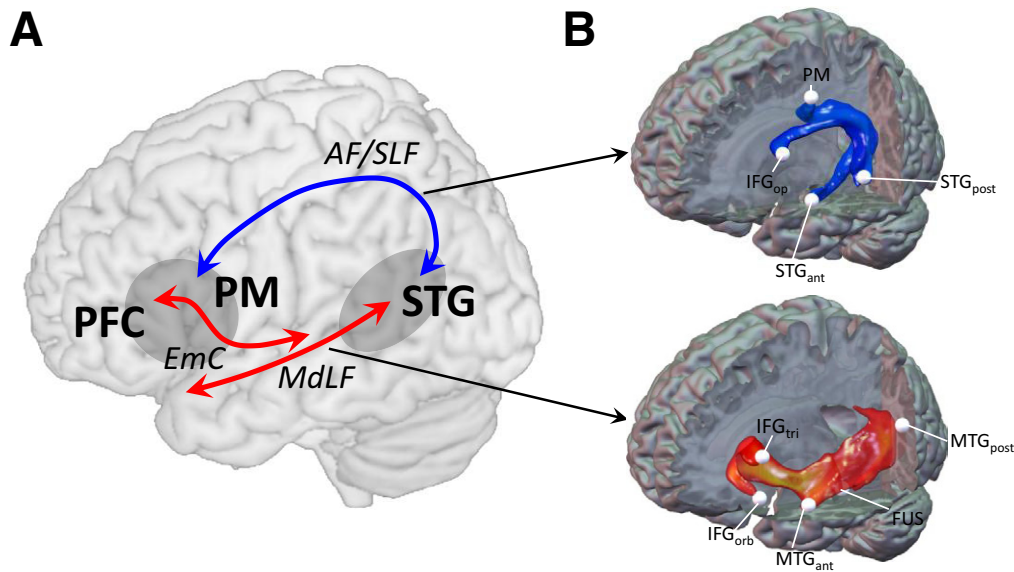 A
B
AF/SLF
PM
PFC
STG
EmC
MdLF
PM
IFGop
STGpost
STGant
IFGtri
MTGpost
FUS
IFGorb
MTGant